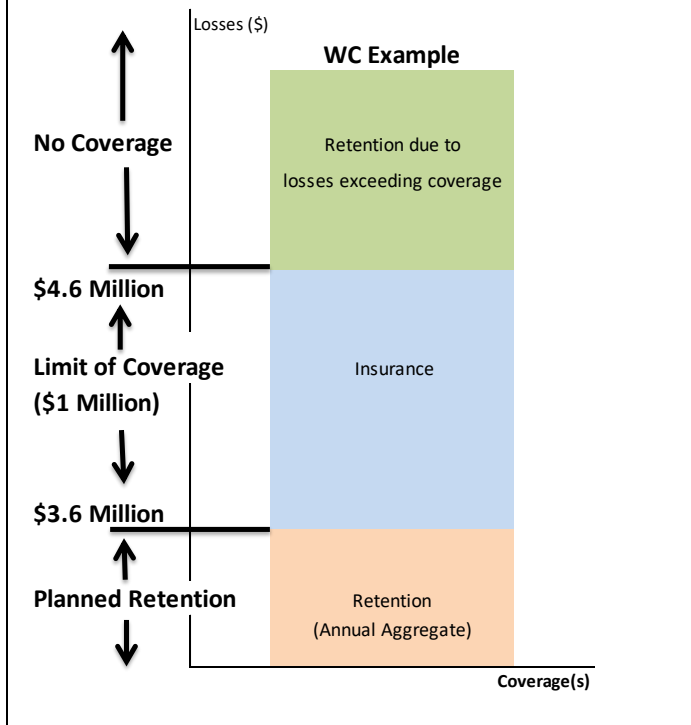 Losses ($)
WC Example
No Coverage
Retention due to
losses exceeding coverage
$4.6 Million
Limit of Coverage
($1 Million)
Insurance
$3.6 Million
Planned Retention
Retention
(Annual Aggregate)
Coverage(s)